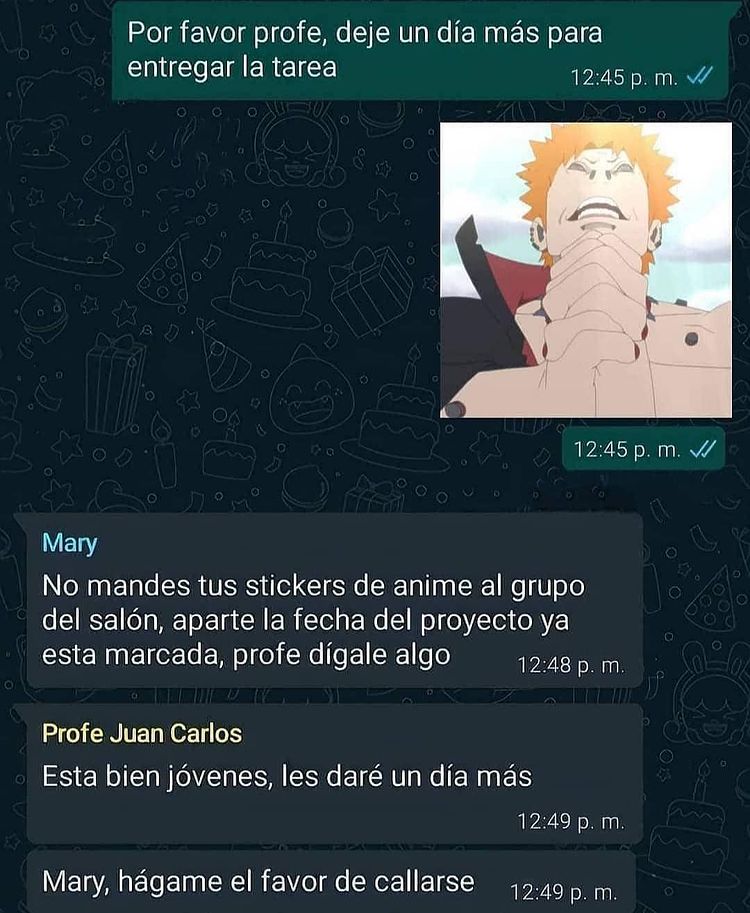 Por favor profe, deje un día más para
entregar la tarea
12:45 p. m.
12:45 p. m.
Mary
No mandes tus stickers de anime al grupo
del salón, aparte la fecha del proyecto ya
esta marcada, profe dígale algo
12:48 p. m.
Profe Juan Carlos
Esta bien jóvenes, les daré un día más
12:49 p. m.
Mary, hágame el favor de callarse
12:49 p. m.